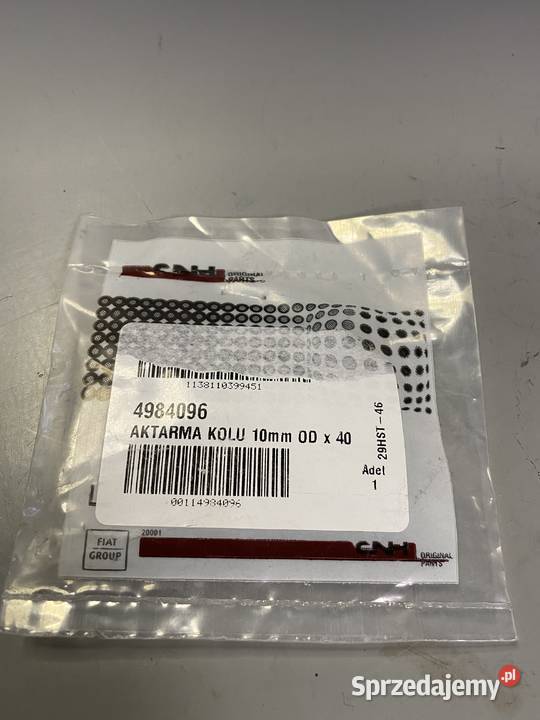 CNH ORIGINAL
PARTS
1138110399451
4984096
AKTARMA KOLU 10mm OD x 40
29HST-46
Adet
1
00114984096
L
20001
FIAT
GROUP
CNH ORIGINAL
PARTS
Sprzedajemy.pl